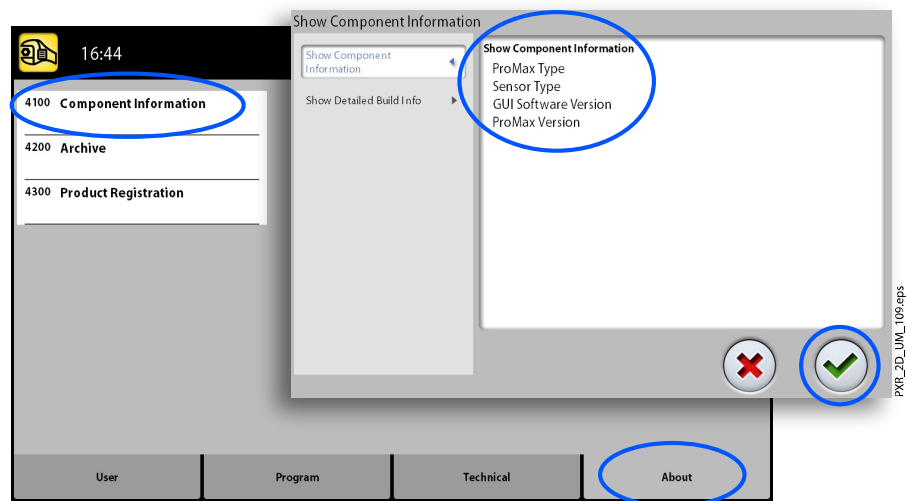 16:44
4100 Component Information
4200 Archive
4300 Product Registration
Show Component Information
Show Component
Information
Show Detailed Build Info
Show Component Information
ProMax Type
Sensor Type
GUI Software Version
ProMax Version
User
Program
Technical
About
PXR_2D_UM_109.eps